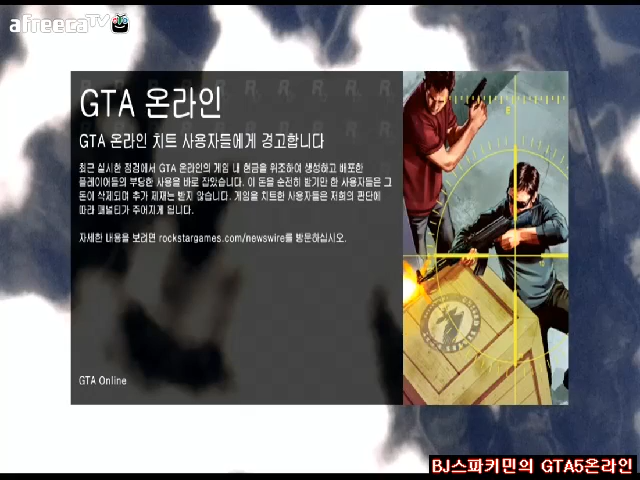 afreecaTV
GTA 온라인
GTA 온라인 치트 사용자들에게 경고합니다
최근 실시한 점검에서 GTA 온라인의 게임 내 현금을 위조하여 생성하고 배포한
플레이어들의 부당한 사용을 바로 잡았습니다. 이 돈을 순전히 받기만 한 사용자들은 그
돈이 삭제되며 추가 제재는 받지 않습니다. 게임을 치트한 사용자들은 저희의 판단에
따라 패널티가 주어지게 됩니다.
자세한 내용을 보려면 rockstargames.com/newswire를 방문하십시오.
GTA Online
BJ스파키민의 GTA5온라인